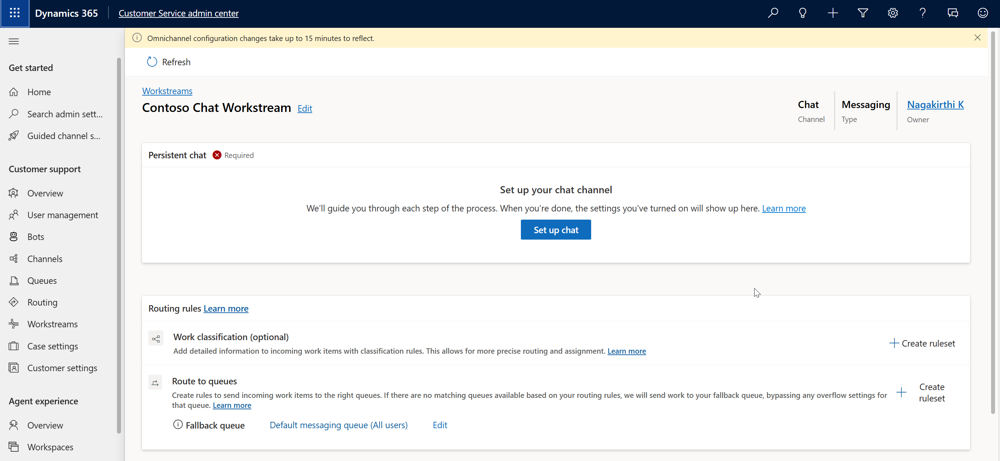 Dynamics 365
Customer Service admin center
Omnichannel configuration changes take up to 15 minutes to reflect.
Refresh
Get started
Home
Search admin sett...
Guided channel s...
Customer support
Overview
User management
Bots
Channels
Queues
Routing
Workstreams
Case settings
Customer settings
Agent experience
Overview
Workspaces
Workstreams
Contoso Chat Workstream Edit
Chat
Channel
Messaging
Type
Nagakirthi K
Owner
Persistent chat Required
Set up your chat channel
We'll guide you through each step of the process. When you're done, the settings you've turned on will show up here. Learn more
Set up chat
Routing rules Learn more
Work classification (optional)
Add detailed information to incoming work items with classification rules. This allows for more precise routing and assignment. Learn more
Create ruleset
Route to queues
Create rules to send incoming work items to the right queues. If there are no matching queues available based on your routing rules, we will send work to your fallback queue, bypassing any overflow settings for
that queue. Learn more
Create
ruleset
Fallback queue Default messaging queue (All users) Edit